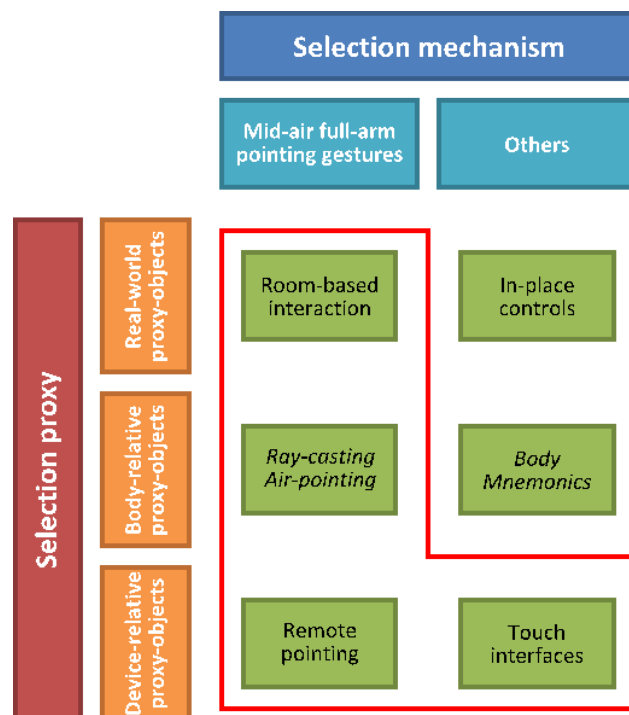 Selection mechanism
Mid-air full-arm
pointing gestures
Others
Selection proxy
Real-world
proxy-objects
Room-based
interaction
In-place
controls
Body-relative
proxy-objects
Ray-casting
Air-pointing
Body
Mnemonics
Device-relative
proxy-objects
Remote
pointing
Touch
interfaces